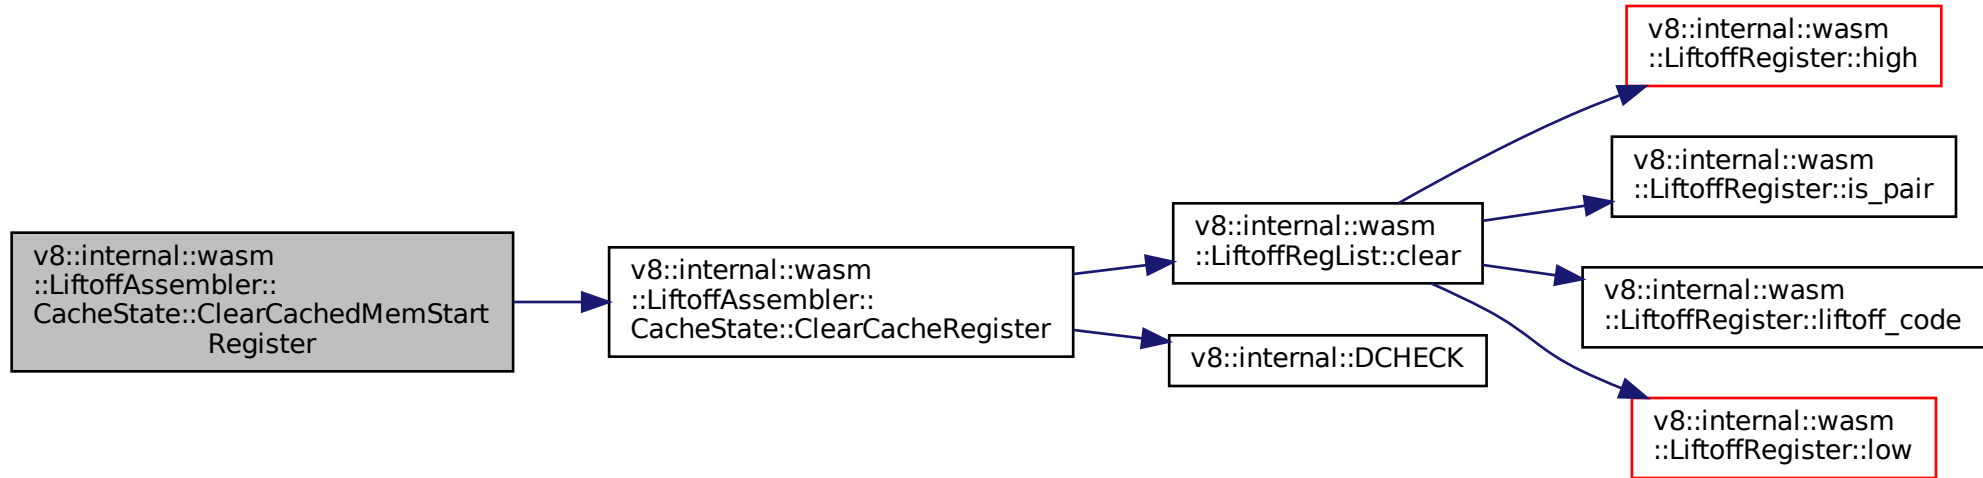 v8::internal::wasm
::LiftoffAssembler::
CacheState::ClearCachedMemStart
Register
v8::internal::wasm
::LiftoffAssembler::
CacheState::ClearCacheRegister
v8::internal::wasm
::LiftoffRegList::clear
v8::internal::DCHECK
v8::internal::wasm
::LiftoffRegister::high
v8::internal::wasm
::LiftoffRegister::is_pair
v8::internal::wasm
::LiftoffRegister::liftoff_code
v8::internal::wasm
::LiftoffRegister::low